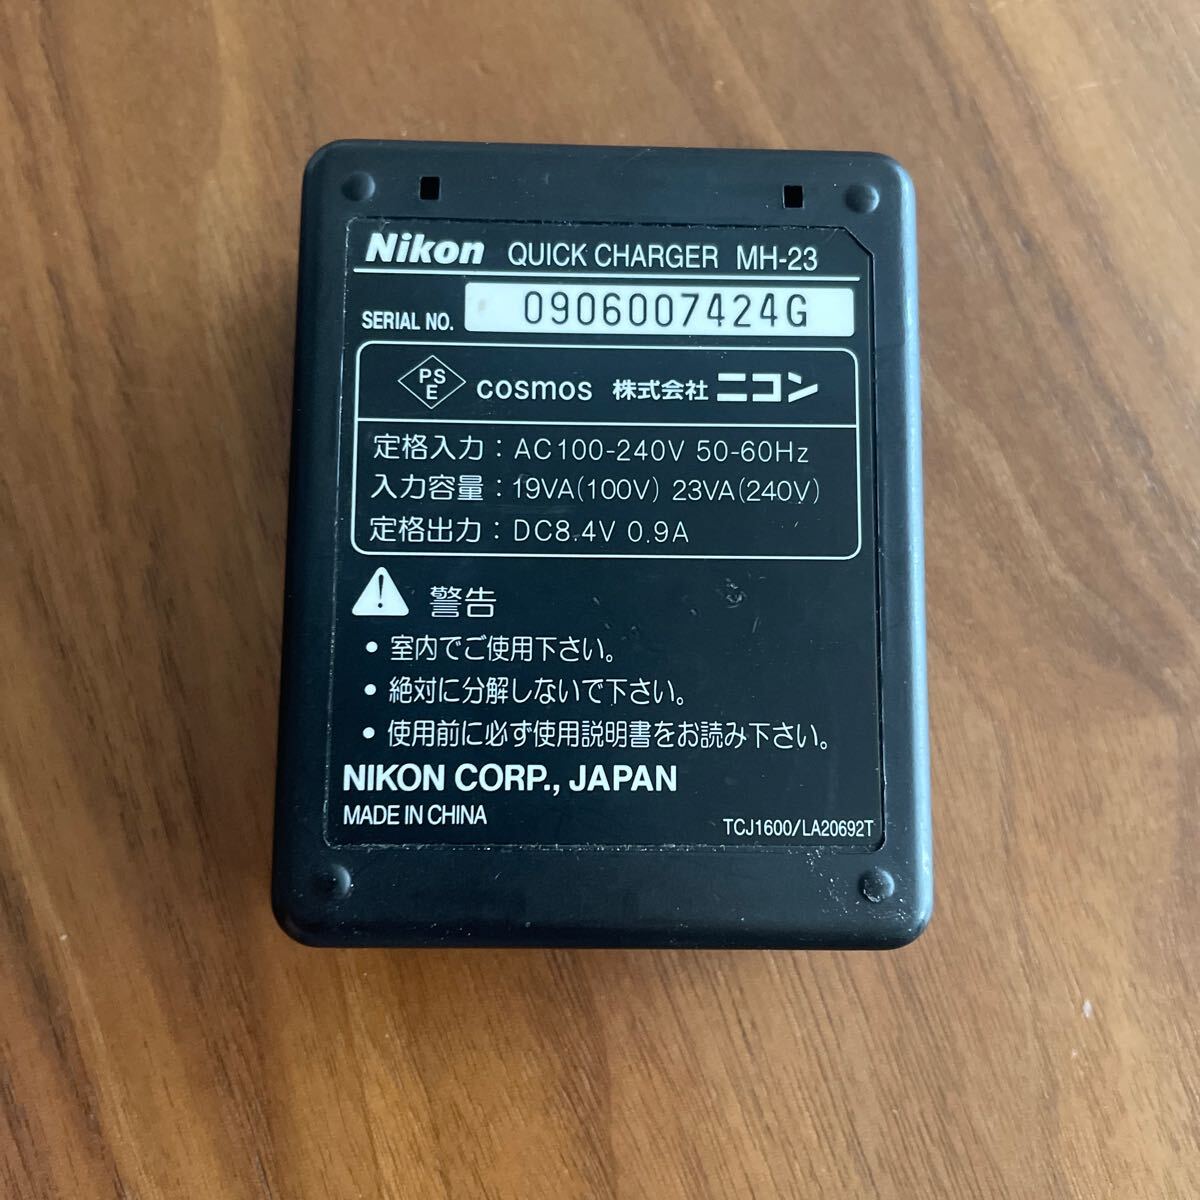 Nikon QUICK CHARGER MH-23
SERIAL NO. 0906007424G
PS E cosmos 株式会社 ニコン
定格入力：AC100-240V 50-60Hz
入力容量：19VA(100V) 23VA(240V)
定格出力：DC8.4V 0.9A
警告
• 室内でご使用下さい。
• 絶対に分解しないで下さい。
• 使用前に必ず使用説明書をお読み下さい。
NIKON CORP., JAPAN
MADE IN CHINA
TCJ1600/LA20692T